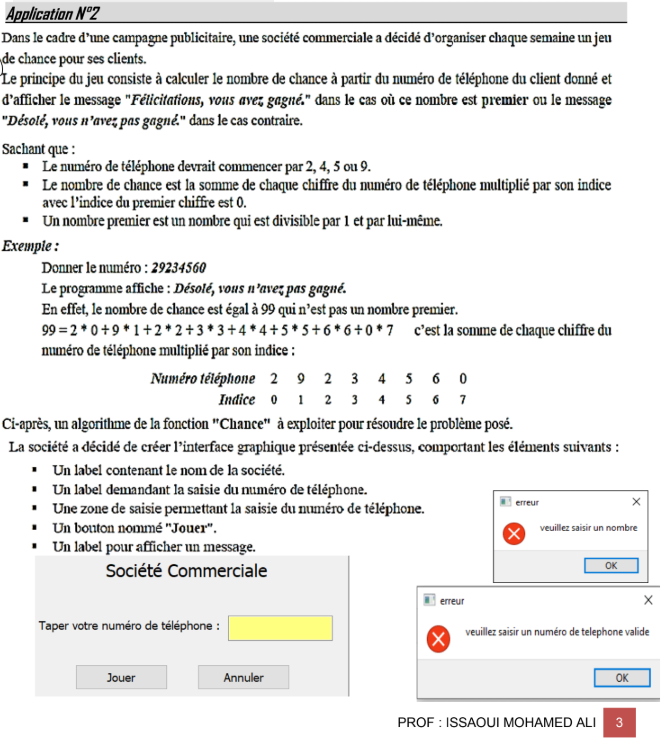 Application N°2
Dans le cadre d'une campagne publicitaire, une société commerciale a décidé d'organiser chaque semaine un jeu
de chance pour ses clients.
Le principe du jeu consiste à calculer le nombre de chance à partir du numéro de téléphone du client donné et
d'afficher le message "Félicitations, vous avez gagné." dans le cas où ce nombre est premier ou le message
"Désolé, vous n'avez pas gagné." dans le cas contraire.
Sachant que :
▪ Le numéro de téléphone devrait commencer par 2, 4, 5 ou 9.
▪ Le nombre de chance est la somme de chaque chiffre du numéro de téléphone multiplié par son indice
avec l'indice du premier chiffre est 0.
▪ Un nombre premier est un nombre qui est divisible par 1 et par lui-même.
Exemple :
Donner le numéro : 29234560
Le programme affiche : Désolé, vous n'avez pas gagné.
En effet, le nombre de chance est égal à 99 qui n'est pas un nombre premier.
99 = 2 * 0 + 9 * 1 + 2 * 2 + 3 * 3 + 4 * 4 + 5 * 5 + 6 * 6 + 0 * 7 c'est la somme de chaque chiffre du
numéro de téléphone multiplié par son indice :
Numéro téléphone 2 9 2 3 4 5 6 0
Indice 0 1 2 3 4 5 6 7
Ci-après, un algorithme de la fonction "Chance" à exploiter pour résoudre le problème posé.
La société a décidé de créer l'interface graphique présentée ci-dessus, comportant les éléments suivants :
▪ Un label contenant le nom de la société.
▪ Un label demandant la saisie du numéro de téléphone.
▪ Une zone de saisie permettant la saisie du numéro de téléphone.
▪ Un bouton nommé "Jouer".
▪ Un label pour afficher un message.
erreur
veuillez saisir un nombre
OK
Société Commerciale
Taper votre numéro de téléphone :
Jouer Annuler
erreur
veuillez saisir un numéro de telephone valide
OK
PROF : ISSAOUI MOHAMED ALI 3